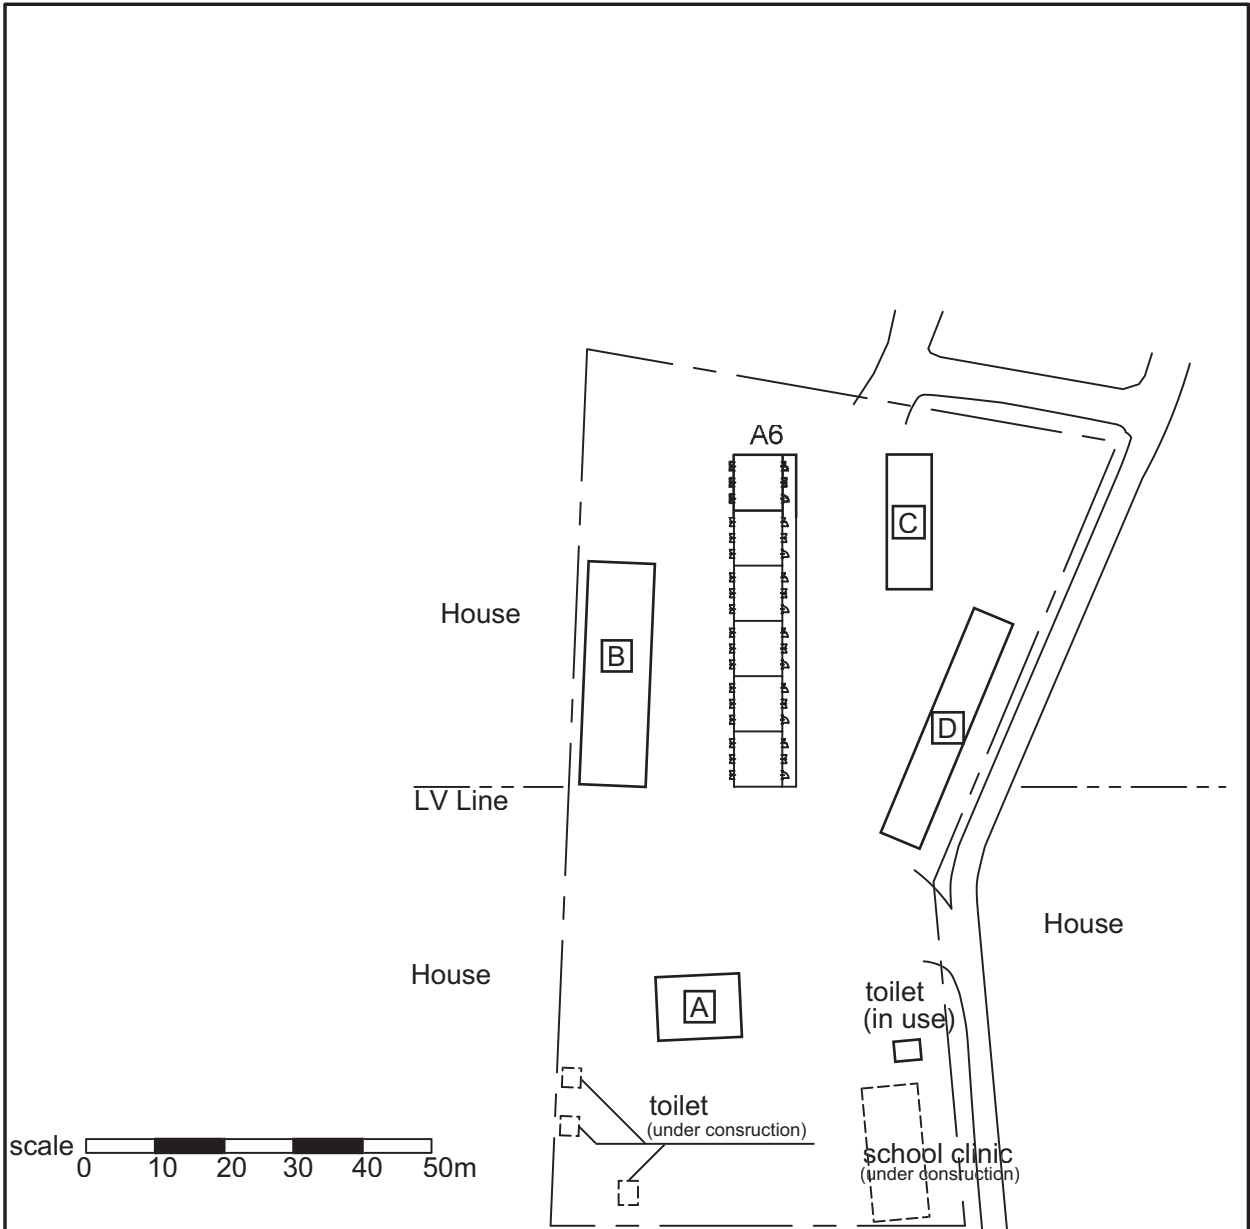 A6
C
House
B
D
LV Line
House
House
toilet
(in use)
A
toilet
(under consruction)
scale
0 10 20 30 40 50m
school clinic
(under construction)